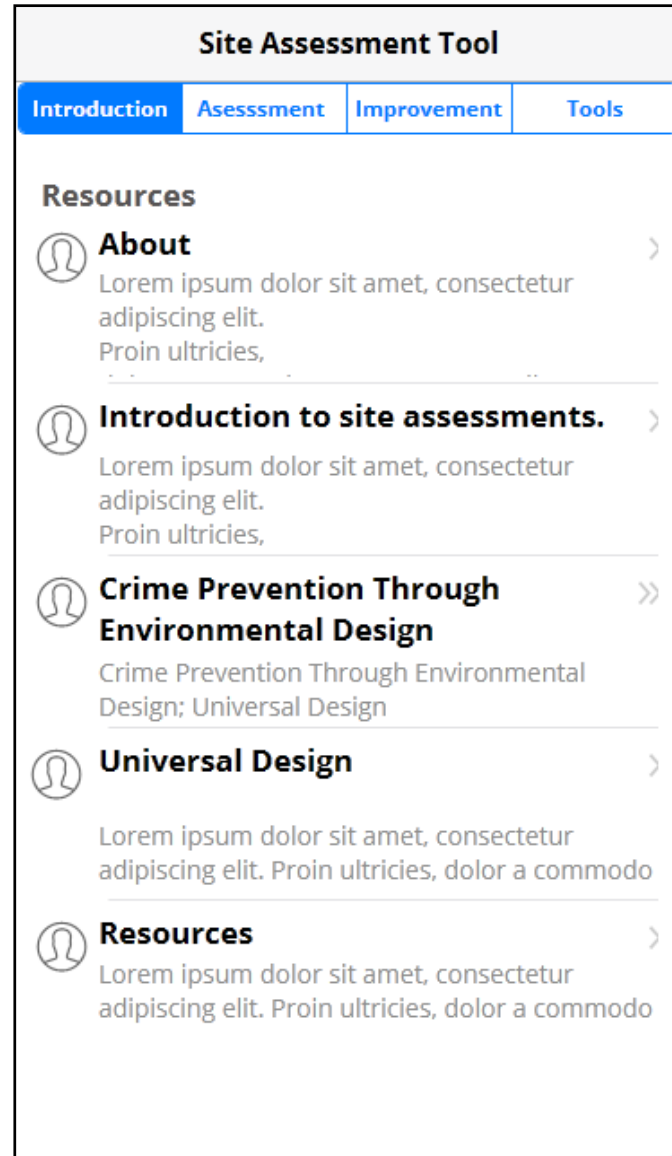 Site Assessment Tool
Introduction Asesssment Improvement Tools
Resources
About
Lorem ipsum dolor sit amet, consectetur
adipiscing elit.
Proin ultricies,
Introduction to site assessments.
Lorem ipsum dolor sit amet, consectetur
adipiscing elit.
Proin ultricies,
Crime Prevention Through
Environmental Design
Crime Prevention Through Environmental
Design; Universal Design
Universal Design
Lorem ipsum dolor sit amet, consectetur
adipiscing elit. Proin ultricies, dolor a commodo
Resources
Lorem ipsum dolor sit amet, consectetur
adipiscing elit. Proin ultricies, dolor a commodo